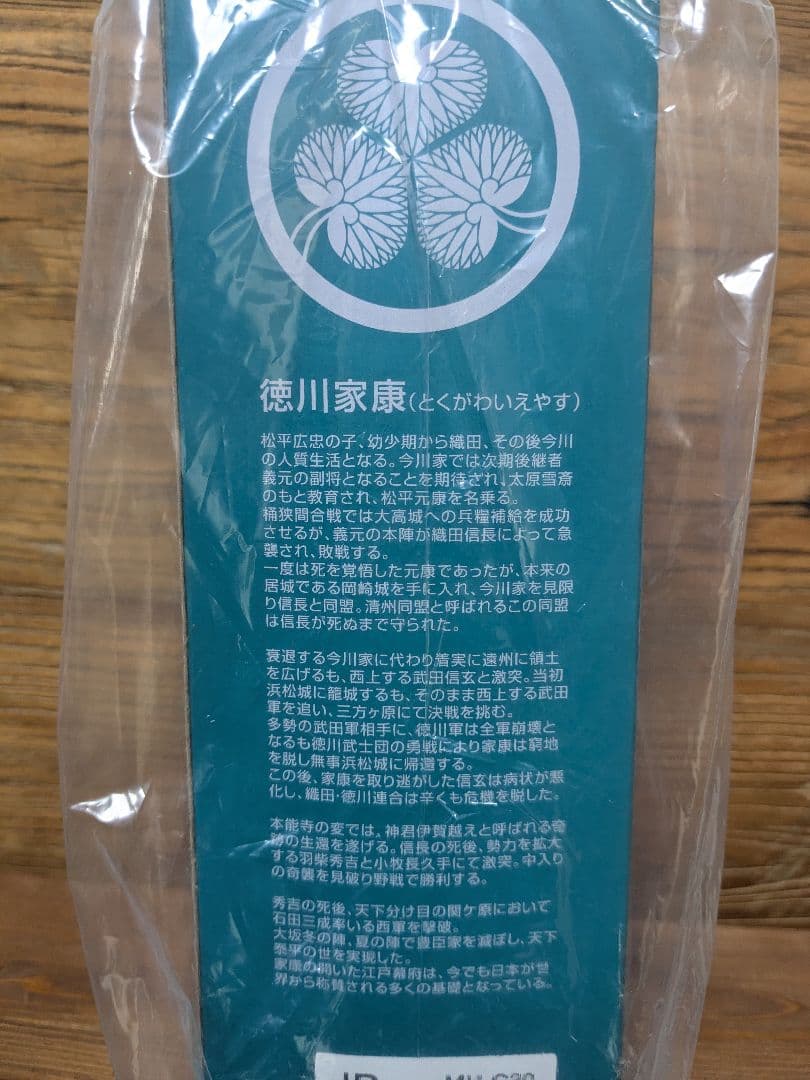 徳川家康(とくがわいえやす)
松平広忠の子、幼少期から織田、その後今川
の人質生活となる。今川家では次期後継者
義元の副将となることを期待され、太原雪斎
のもと教育され、松平元康を名乗る。
桶狭間合戦では大高城への兵糧補給を成功
させるが、義元の本陣が織田信長によって急
襲され、敗戦する。
一度は死を覚悟した元康であったが、本来の
居城である岡崎城を手に入れ、今川家を見限
り信長と同盟。清州同盟と呼ばれるこの同盟
は信長が死ぬまで守られた。
衰退する今川家に代わり着実に遠州に領土
を広げるも、西上する武田信玄と激突。当初
浜松城に籠城するも、そのまま西上する武田
軍を追い、三方ヶ原にて決戦を挑む。
多勢の武田軍相手に、徳川軍は全軍崩壊と
なるも徳川武士団の勇戦により家康は窮地
を脱し無事浜松城に帰還する。
この後、家康を取り逃がした信玄は病状が悪
化し、織田・徳川連合は辛くも危機を脱した。
本能寺の変では。神君伊賀越えと呼ばれる奇
跡の生還を遂げる。信長の死後、勢力を拡大
する羽柴秀吉と小牧長久手にて激突。中入り
の奇襲を見破り野戦で勝利する。
秀吉の死後、天下分け目の関ケ原において
石田三成率いる西軍を撃破。
大坂冬の陣、夏の陣で豊臣家を滅ぼし、天下
泰平の世を実現した。
家康の開いた江戸幕府は、今でも日本が世
界から称賛される多くの基礎となっている。